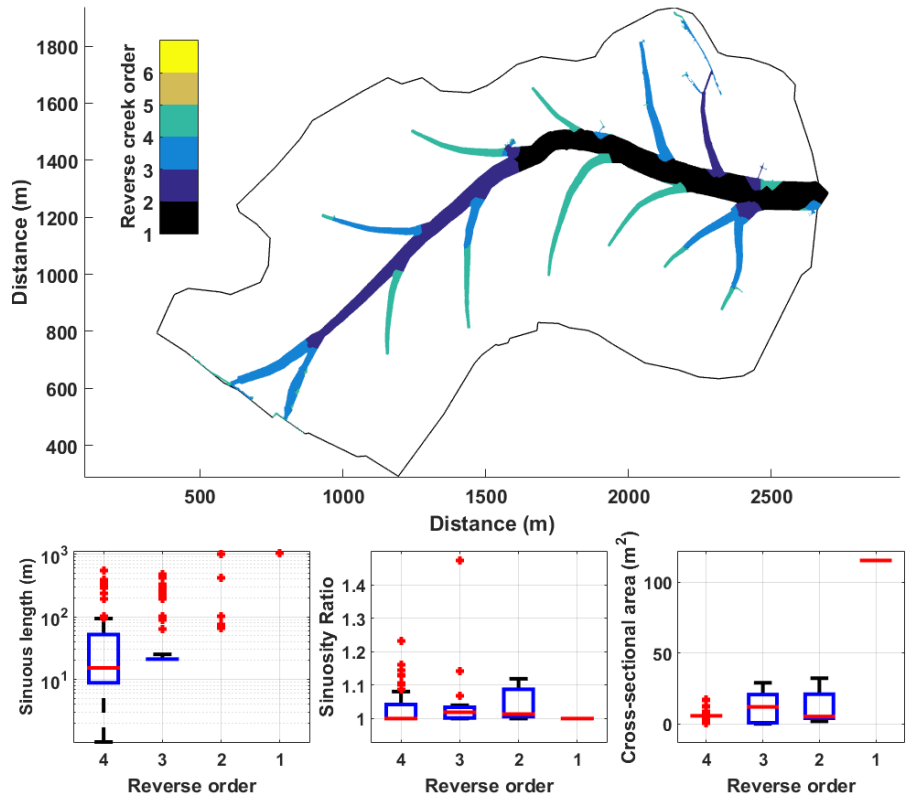 1800
1600
1400
1200
1000
800
600
400
Distance (m)
Reverse creek order
6
5
4
3
2
1
500 1000 1500 2000 2500
Distance (m)
10³
10²
10¹
Sinuous length (m)
4 3 2 1
Reverse order
1.4
1.3
1.2
1.1
1
Sinuosity Ratio
4 3 2 1
Reverse order
100
50
0
Cross-sectional area (m²)
4 3 2 1
Reverse order